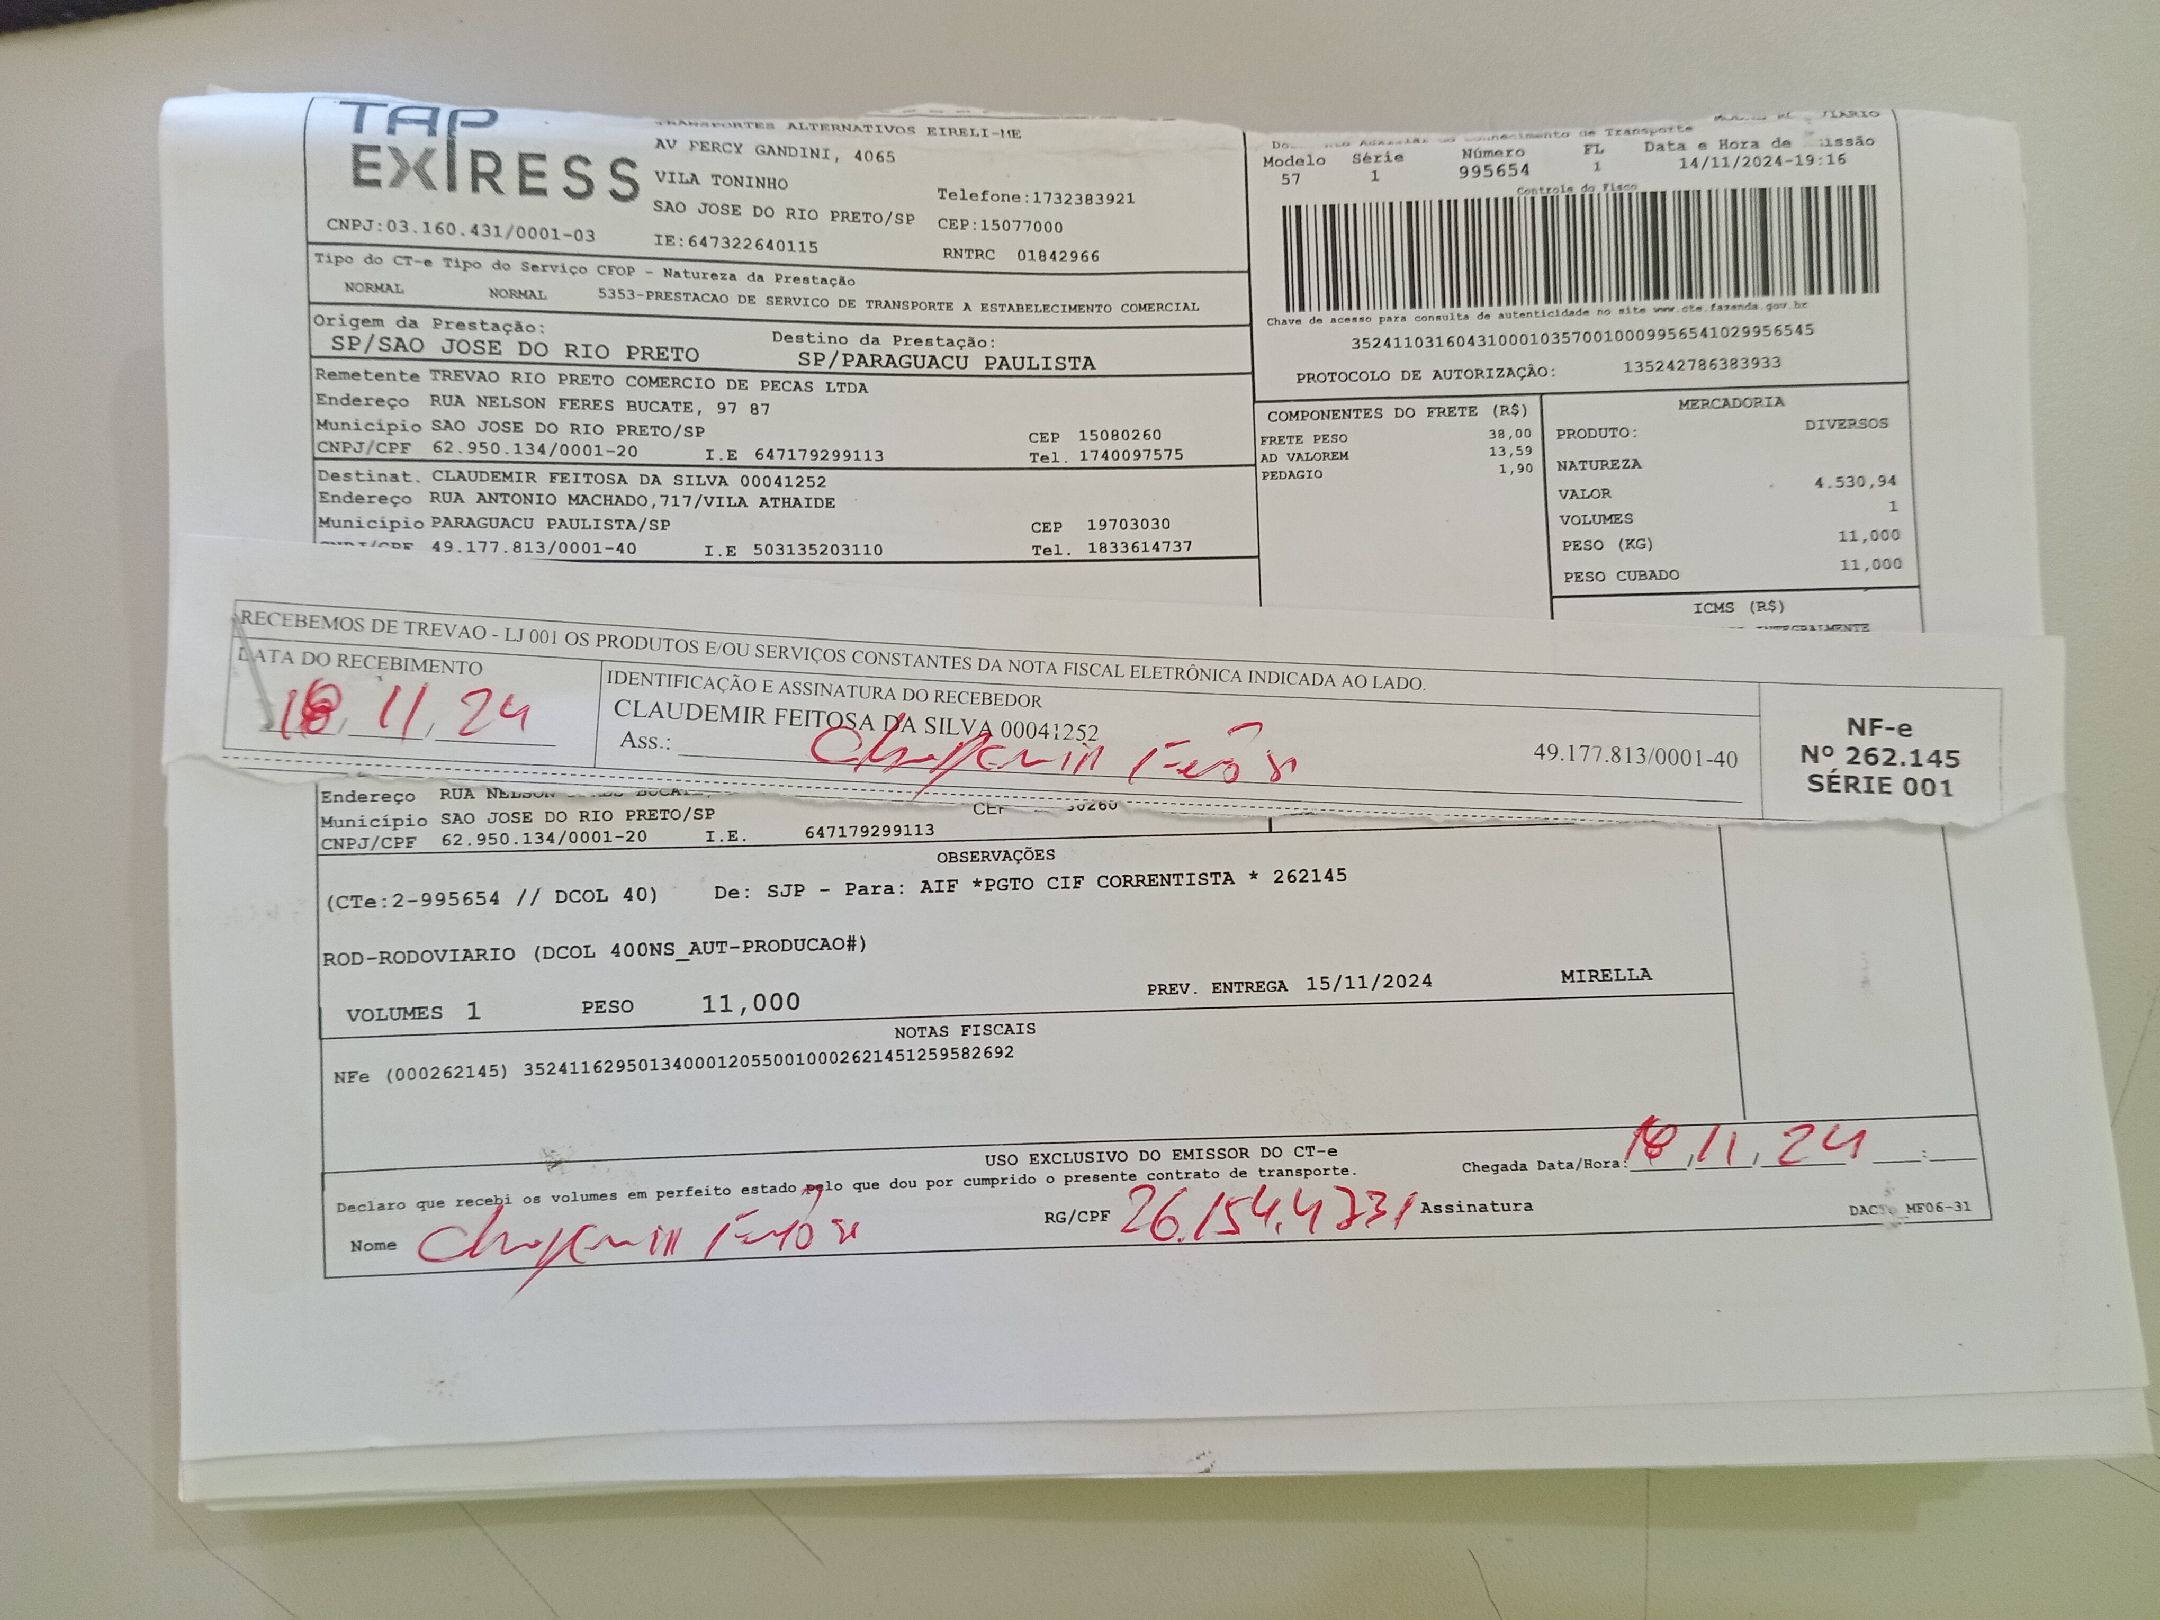 TAP
EXPRESS
TRANSPORTES ALTERNATIVOS EIRELI-ME
AV PERCY GANDINI, 4065
VILA TONINHO
SAO JOSE DO RIO PRETO/SP
Telefone:1732383921
CEP:15077000
CNPJ:03.160.431/0001-03
IE:647322640115
RNTRC 01842966
Conhecimento de Transporte
Modelo Série Número FL Data e Hora de
57 1 995654 1 14/11/2024-19:16
Controle do Fisco
Chave de acesso para consulta de autenticidade no site www.cte.fazenda.gov.br
35241103160431000103570010009956541029956545
PROTOCOLO DE AUTORIZAÇÃO: 135242786383933
Tipo do CT-e Tipo do Serviço CFOP - Natureza da Prestação
NORMAL NORMAL 5353-PRESTACAO DE SERVICO DE TRANSPORTE A ESTABELECIMENTO COMERCIAL
Origem da Prestação: Destino da Prestação:
SP/SAO JOSE DO RIO PRETO SP/PARAGUACU PAULISTA
Remetente TREVAO RIO PRETO COMERCIO DE PECAS LTDA
Endereço RUA NELSON FERES BUCATE, 97 87
Município SAO JOSE DO RIO PRETO/SP CEP 15080260
CNPJ/CPF 62.950.134/0001-20 I.E 647179299113 Tel. 1740097575
Destinat. CLAUDEMIR FEITOSA DA SILVA 00041252
Endereço RUA ANTONIO MACHADO,717/VILA ATHAIDE
Município PARAGUACU PAULISTA/SP CEP 19703030
CNPJ/CPF 49.177.813/0001-40 I.E 503135203110 Tel. 1833614737
COMPONENTES DO FRETE (R$)
FRETE PESO 38,00
AD VALOREM 13,59
PEDAGIO 1,90
MERCADORIA
PRODUTO: DIVERSOS
NATUREZA
VALOR 4.530,94
VOLUMES 1
PESO (KG) 11,000
PESO CUBADO 11,000
ICMS (R$)
INTEGRALMENTE
RECEBEMOS DE TREVAO - LJ 001 OS PRODUTOS E/OU SERVIÇOS CONSTANTES DA NOTA FISCAL ELETRÔNICA INDICADA AO LADO.
DATA DO RECEBIMENTO
18, 11, 24
IDENTIFICAÇÃO E ASSINATURA DO RECEBEDOR
CLAUDEMIR FEITOSA DA SILVA 00041252
Ass.:
49.177.813/0001-40
NF-e
Nº 262.145
SÉRIE 001
Endereço RUA NELSON
Município SAO JOSE DO RIO PRETO/SP
CNPJ/CPF 62.950.134/0001-20 I.E. 647179299113
OBSERVAÇÕES
(CTe:2-995654 // DCOL 40) De: SJP - Para: AIF *PGTO CIF CORRENTISTA * 262145
ROD-RODOVIARIO (DCOL 400NS_AUT-PRODUCAO#)
VOLUMES 1 PESO 11,000 PREV. ENTREGA 15/11/2024 MIRELLA
NOTAS FISCAIS
NFe (000262145) 35241162950134000120550010002621451259582692
USO EXCLUSIVO DO EMISSOR DO CT-e
Declaro que recebi os volumes em perfeito estado pelo que dou por cumprido o presente contrato de transporte.
Chegada Data/Hora: 18, 11, 24 :
Nome
RG/CPF 26.154.4731 Assinatura
MF06-31